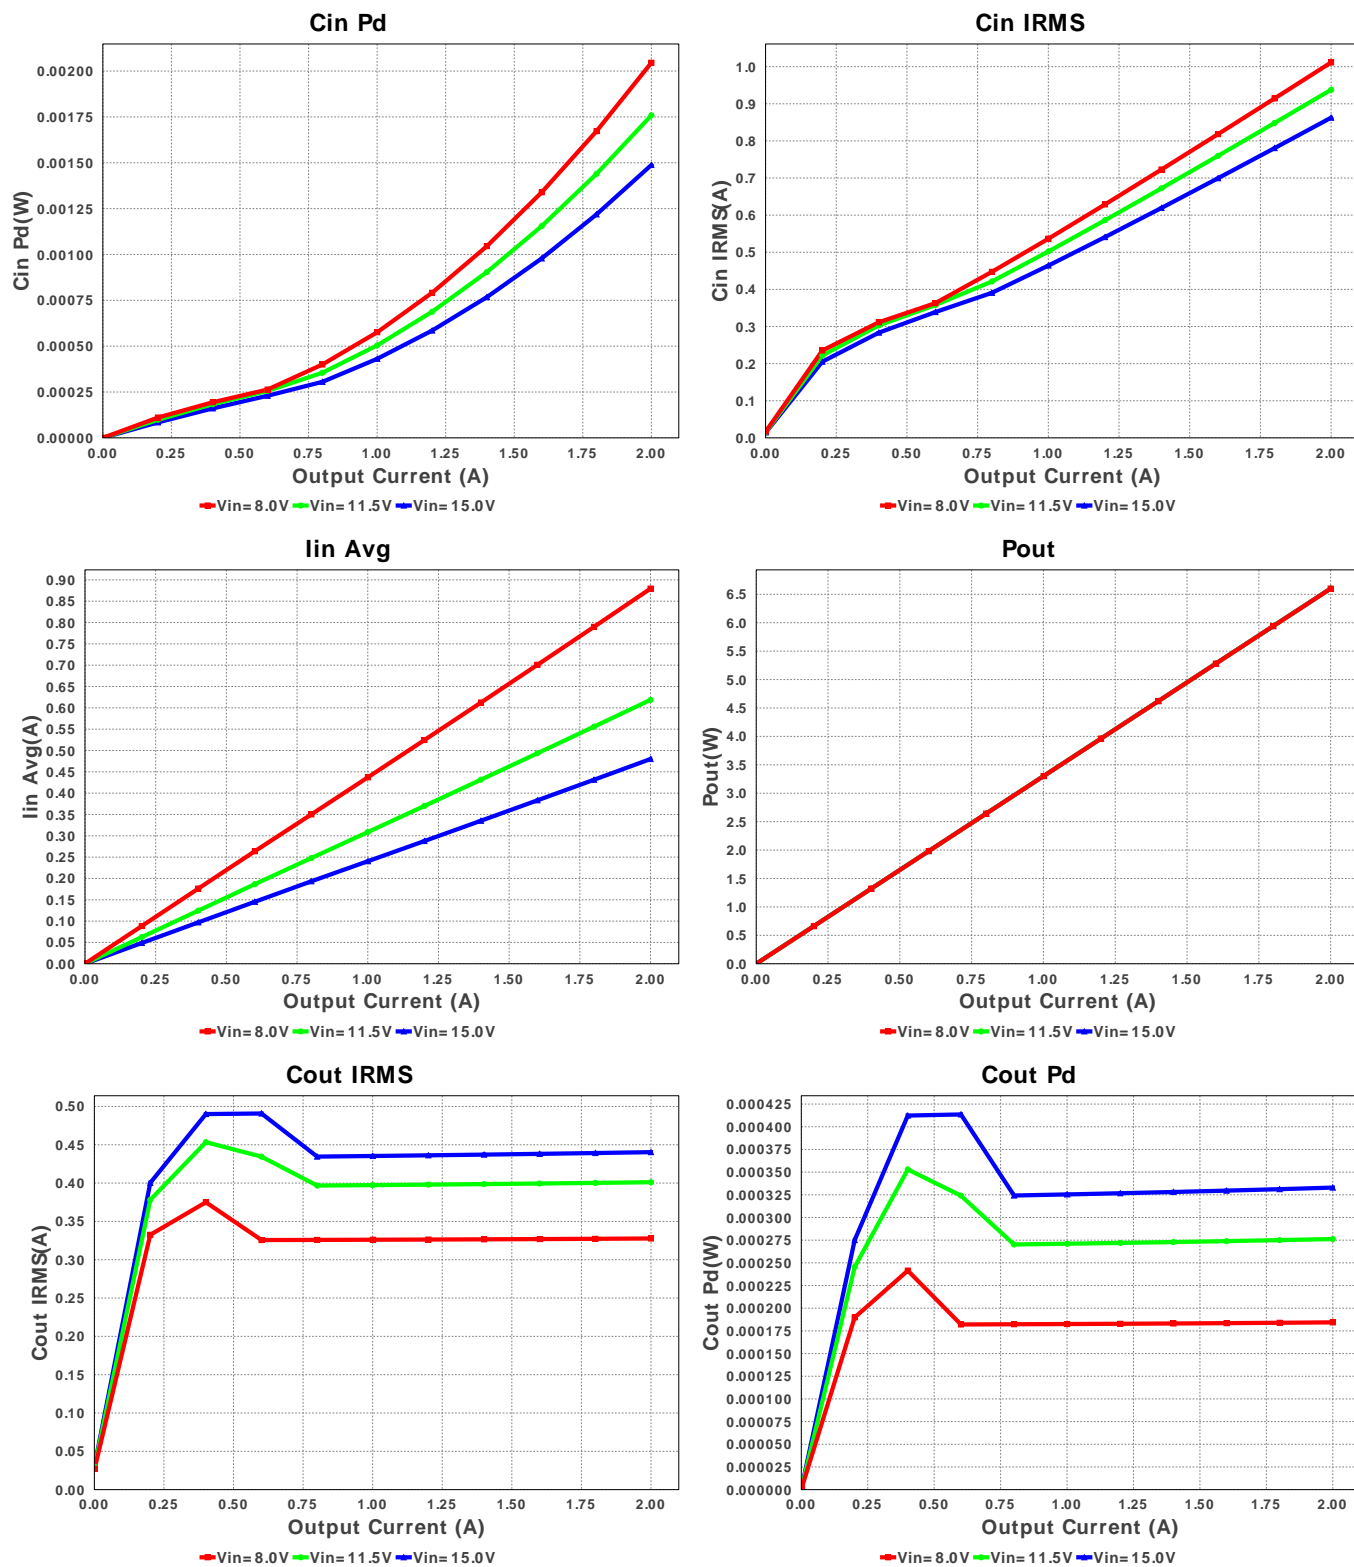 Cin Pd
Cin Pd(W)
0.00200
0.00175
0.00150
0.00125
0.00100
0.00075
0.00050
0.00025
0.00000
0.00 0.25 0.50 0.75 1.00 1.25 1.50 1.75 2.00
Output Current (A)
Vin=8.0V Vin=11.5V Vin=15.0V
Cin IRMS
Cin IRMS(A)
1.0
0.9
0.8
0.7
0.6
0.5
0.4
0.3
0.2
0.1
0.0
0.00 0.25 0.50 0.75 1.00 1.25 1.50 1.75 2.00
Output Current (A)
Vin=8.0V Vin=11.5V Vin=15.0V
Iin Avg
Iin Avg(A)
0.90
0.85
0.80
0.75
0.70
0.65
0.60
0.55
0.50
0.45
0.40
0.35
0.30
0.25
0.20
0.15
0.10
0.05
0.00
0.00 0.25 0.50 0.75 1.00 1.25 1.50 1.75 2.00
Output Current (A)
Vin=8.0V Vin=11.5V Vin=15.0V
Pout
Pout(W)
6.5
6.0
5.5
5.0
4.5
4.0
3.5
3.0
2.5
2.0
1.5
1.0
0.5
0.0
0.00 0.25 0.50 0.75 1.00 1.25 1.50 1.75 2.00
Output Current (A)
Vin=8.0V Vin=11.5V Vin=15.0V
Cout IRMS
Cout IRMS(A)
0.50
0.45
0.40
0.35
0.30
0.25
0.20
0.15
0.10
0.05
0.00
0.00 0.25 0.50 0.75 1.00 1.25 1.50 1.75 2.00
Output Current (A)
Vin=8.0V Vin=11.5V Vin=15.0V
Cout Pd
Cout Pd(W)
0.000425
0.000400
0.000375
0.000350
0.000325
0.000300
0.000275
0.000250
0.000225
0.000200
0.000175
0.000150
0.000125
0.000100
0.000075
0.000050
0.000025
0.000000
0.00 0.25 0.50 0.75 1.00 1.25 1.50 1.75 2.00
Output Current (A)
Vin=8.0V Vin=11.5V Vin=15.0V